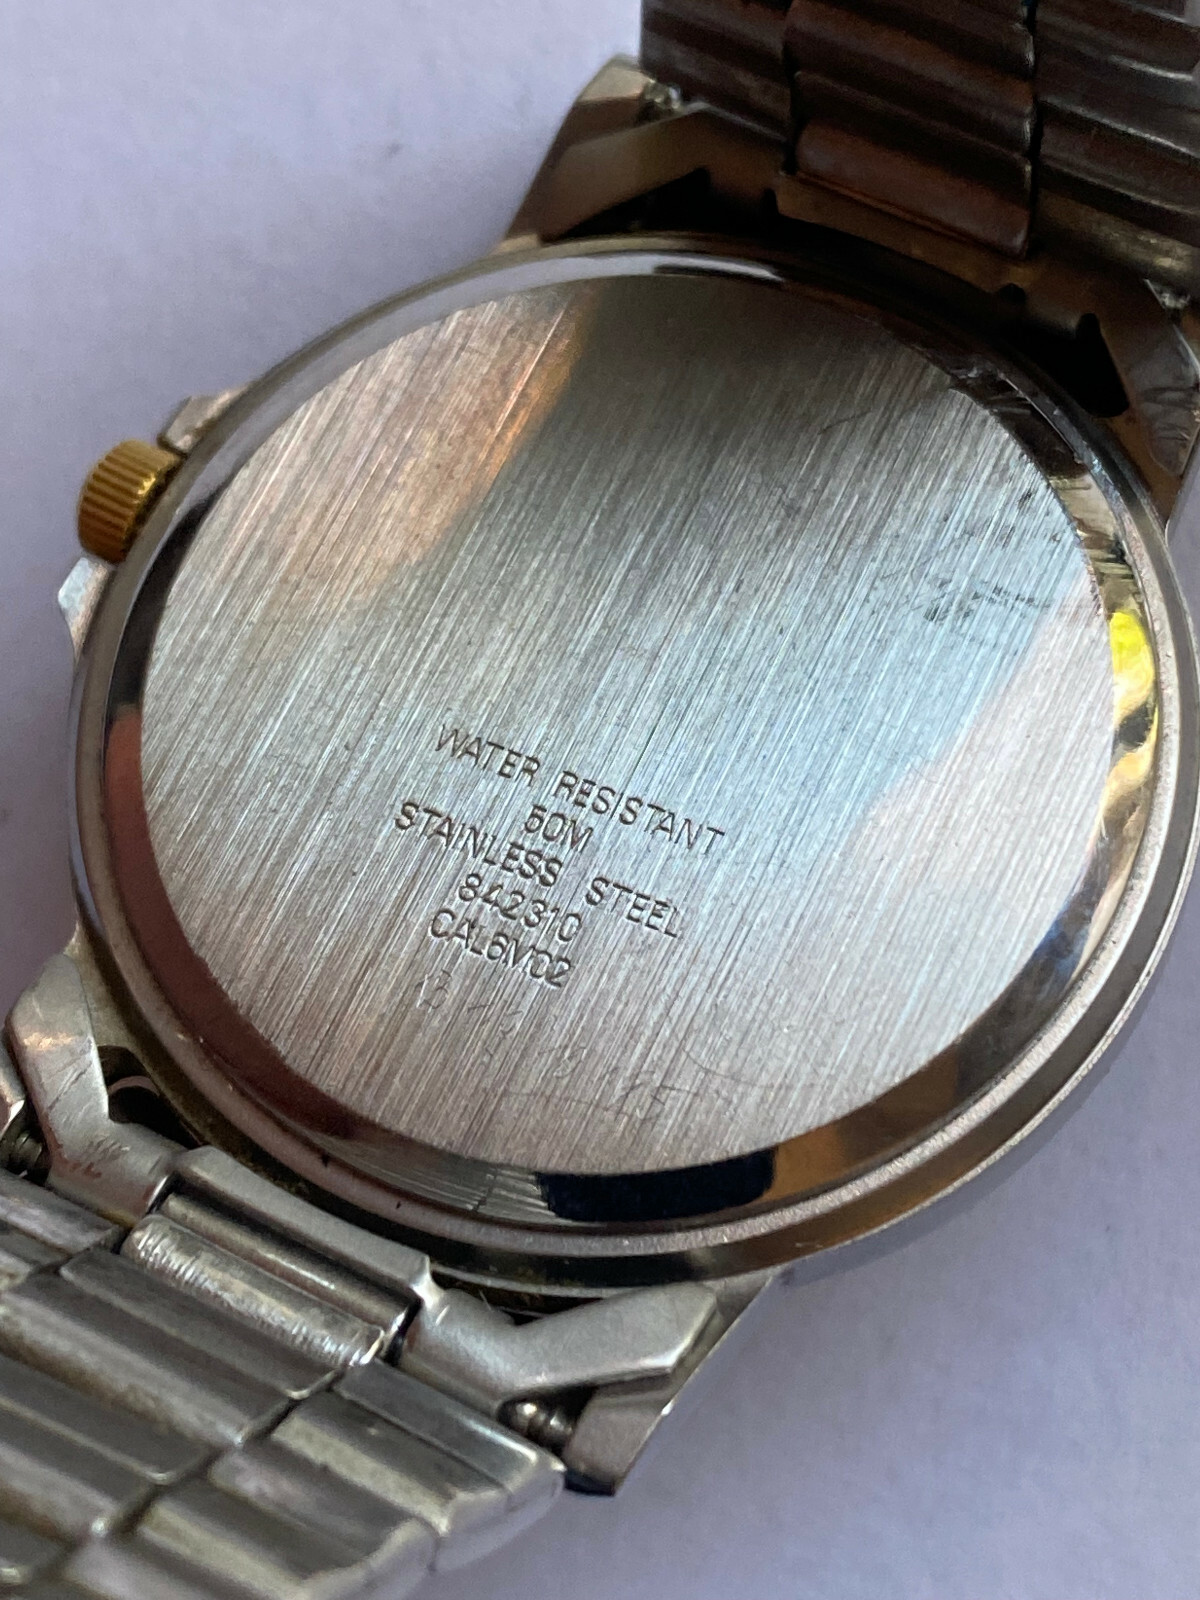 WATER RESISTANT
50M
STAINLESS STEEL
842310
CAL6M02